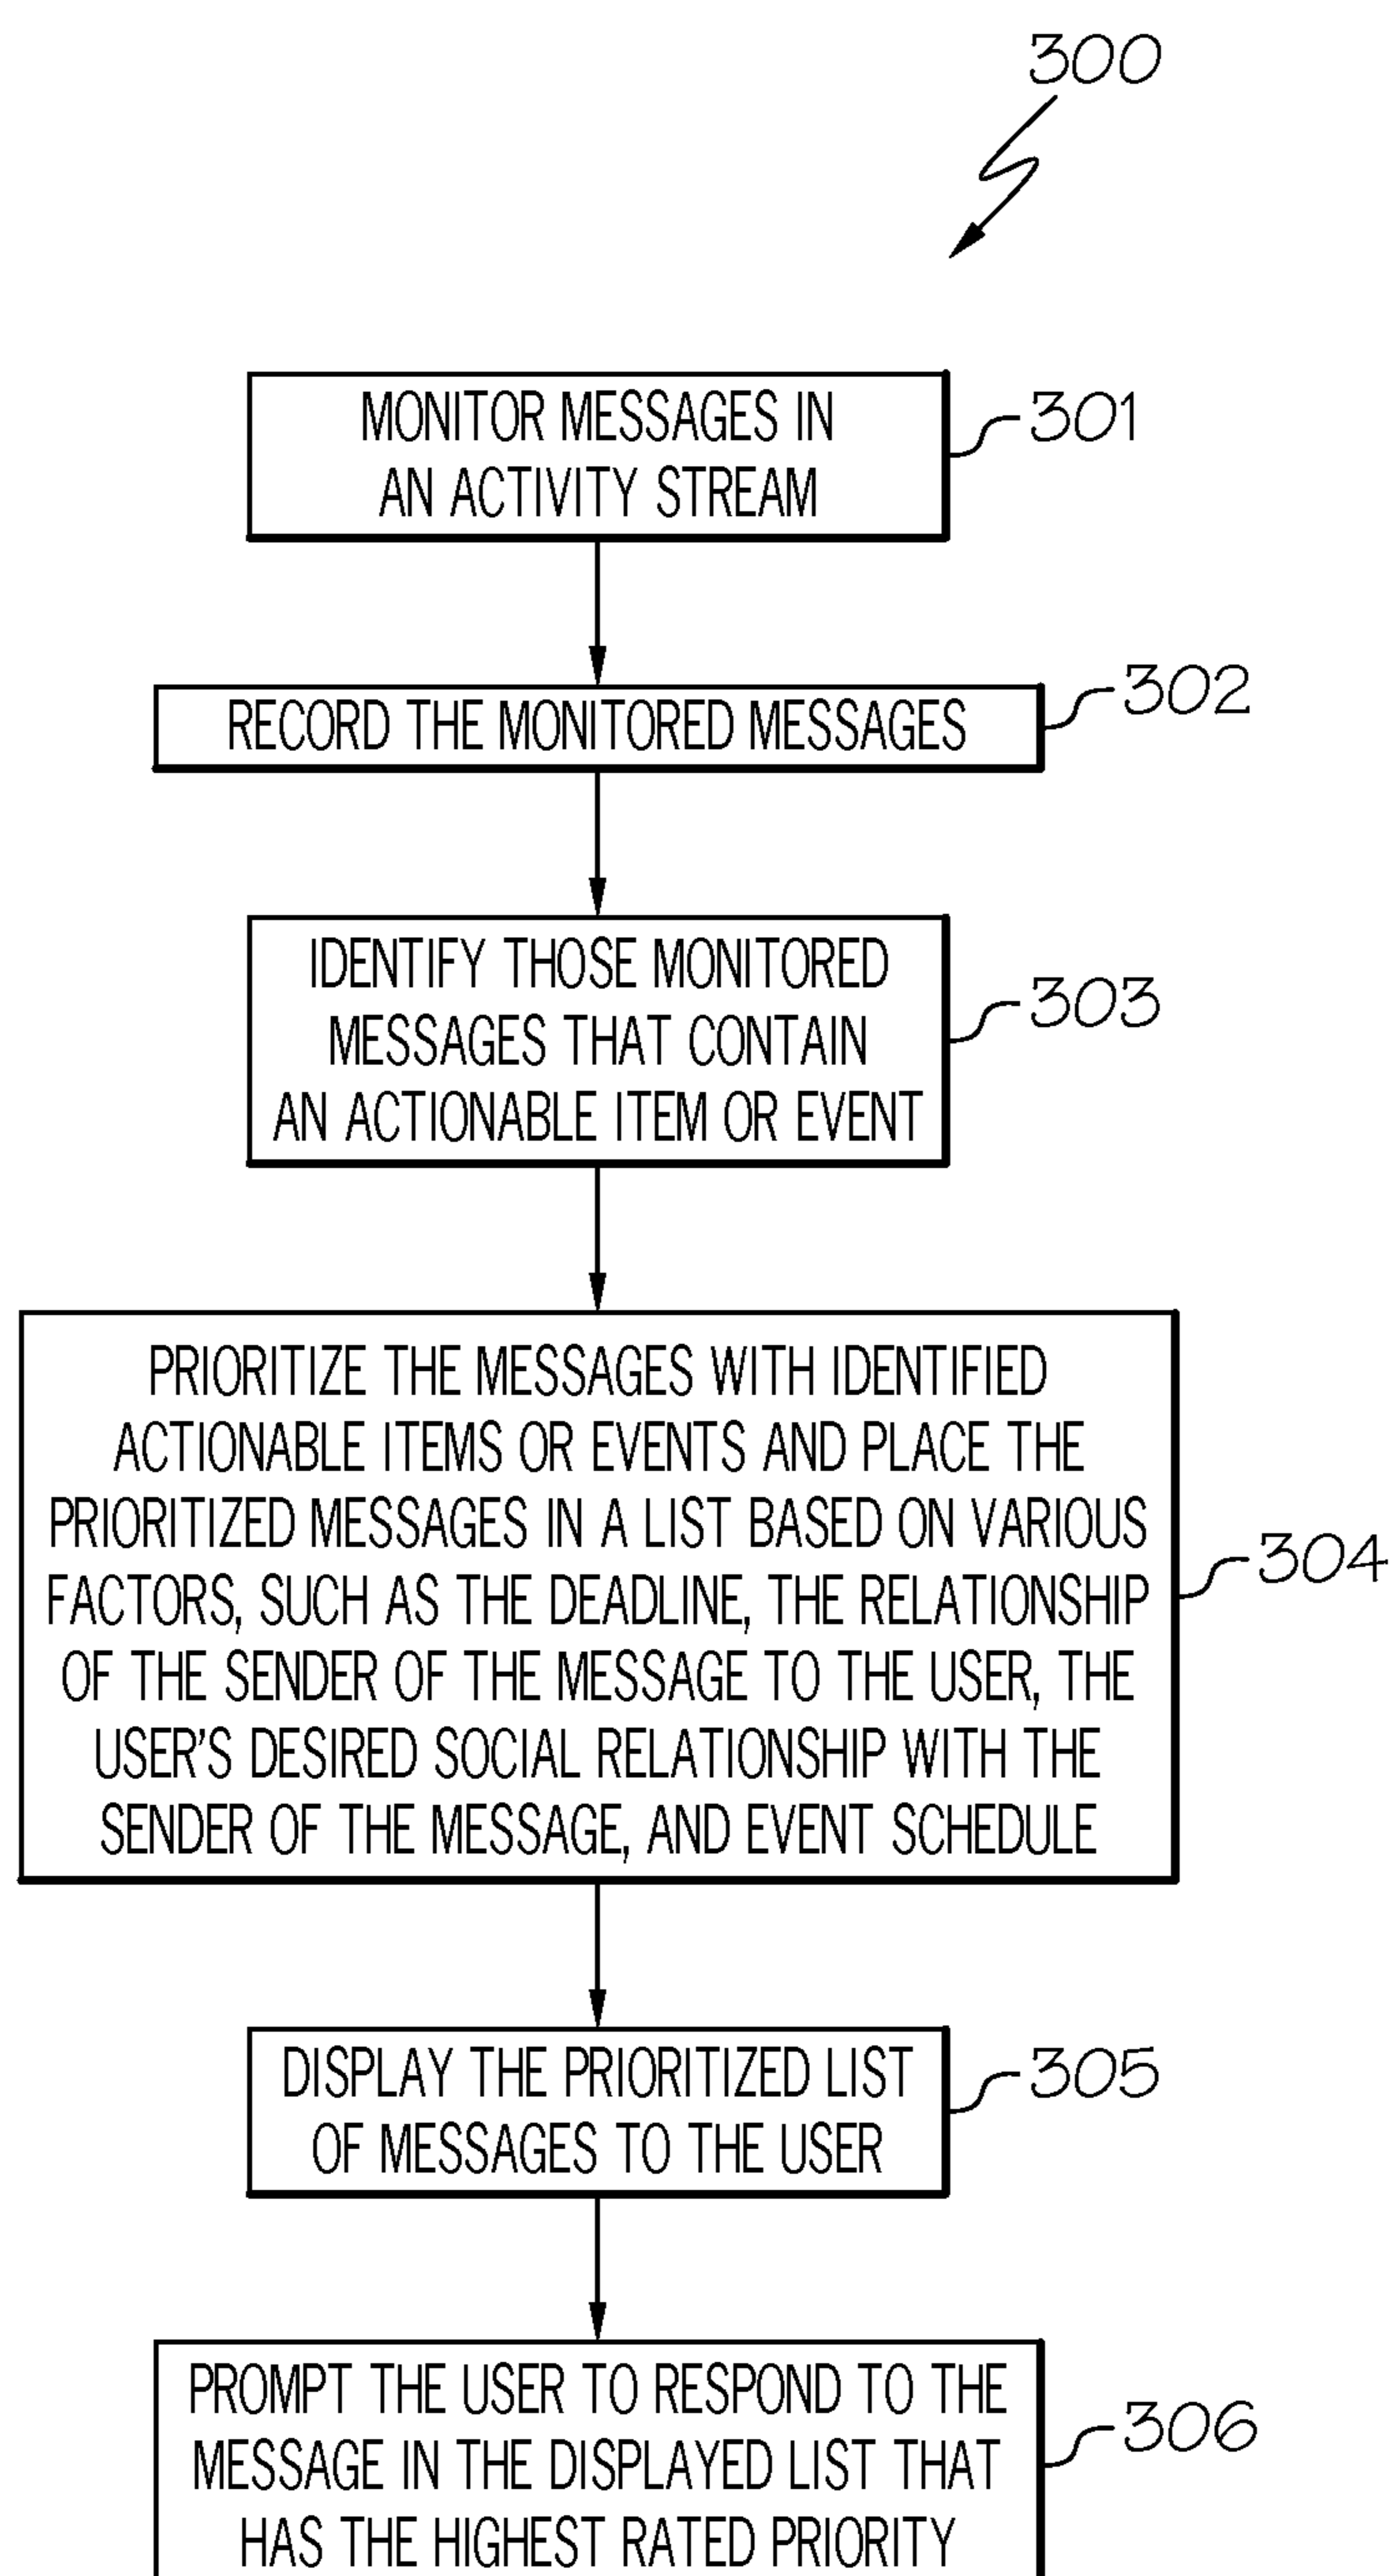 300
MONITOR MESSAGES IN
AN ACTIVITY STREAM
301
RECORD THE MONITORED MESSAGES
302
IDENTIFY THOSE MONITORED
MESSAGES THAT CONTAIN
AN ACTIONABLE ITEM OR EVENT
303
PRIORITIZE THE MESSAGES WITH IDENTIFIED
ACTIONABLE ITEMS OR EVENTS AND PLACE THE
PRIORITIZED MESSAGES IN A LIST BASED ON VARIOUS
FACTORS, SUCH AS THE DEADLINE, THE RELATIONSHIP
OF THE SENDER OF THE MESSAGE TO THE USER, THE
USER'S DESIRED SOCIAL RELATIONSHIP WITH THE
SENDER OF THE MESSAGE, AND EVENT SCHEDULE
304
DISPLAY THE PRIORITIZED LIST
OF MESSAGES TO THE USER
305
PROMPT THE USER TO RESPOND TO THE
MESSAGE IN THE DISPLAYED LIST THAT
HAS THE HIGHEST RATED PRIORITY
306